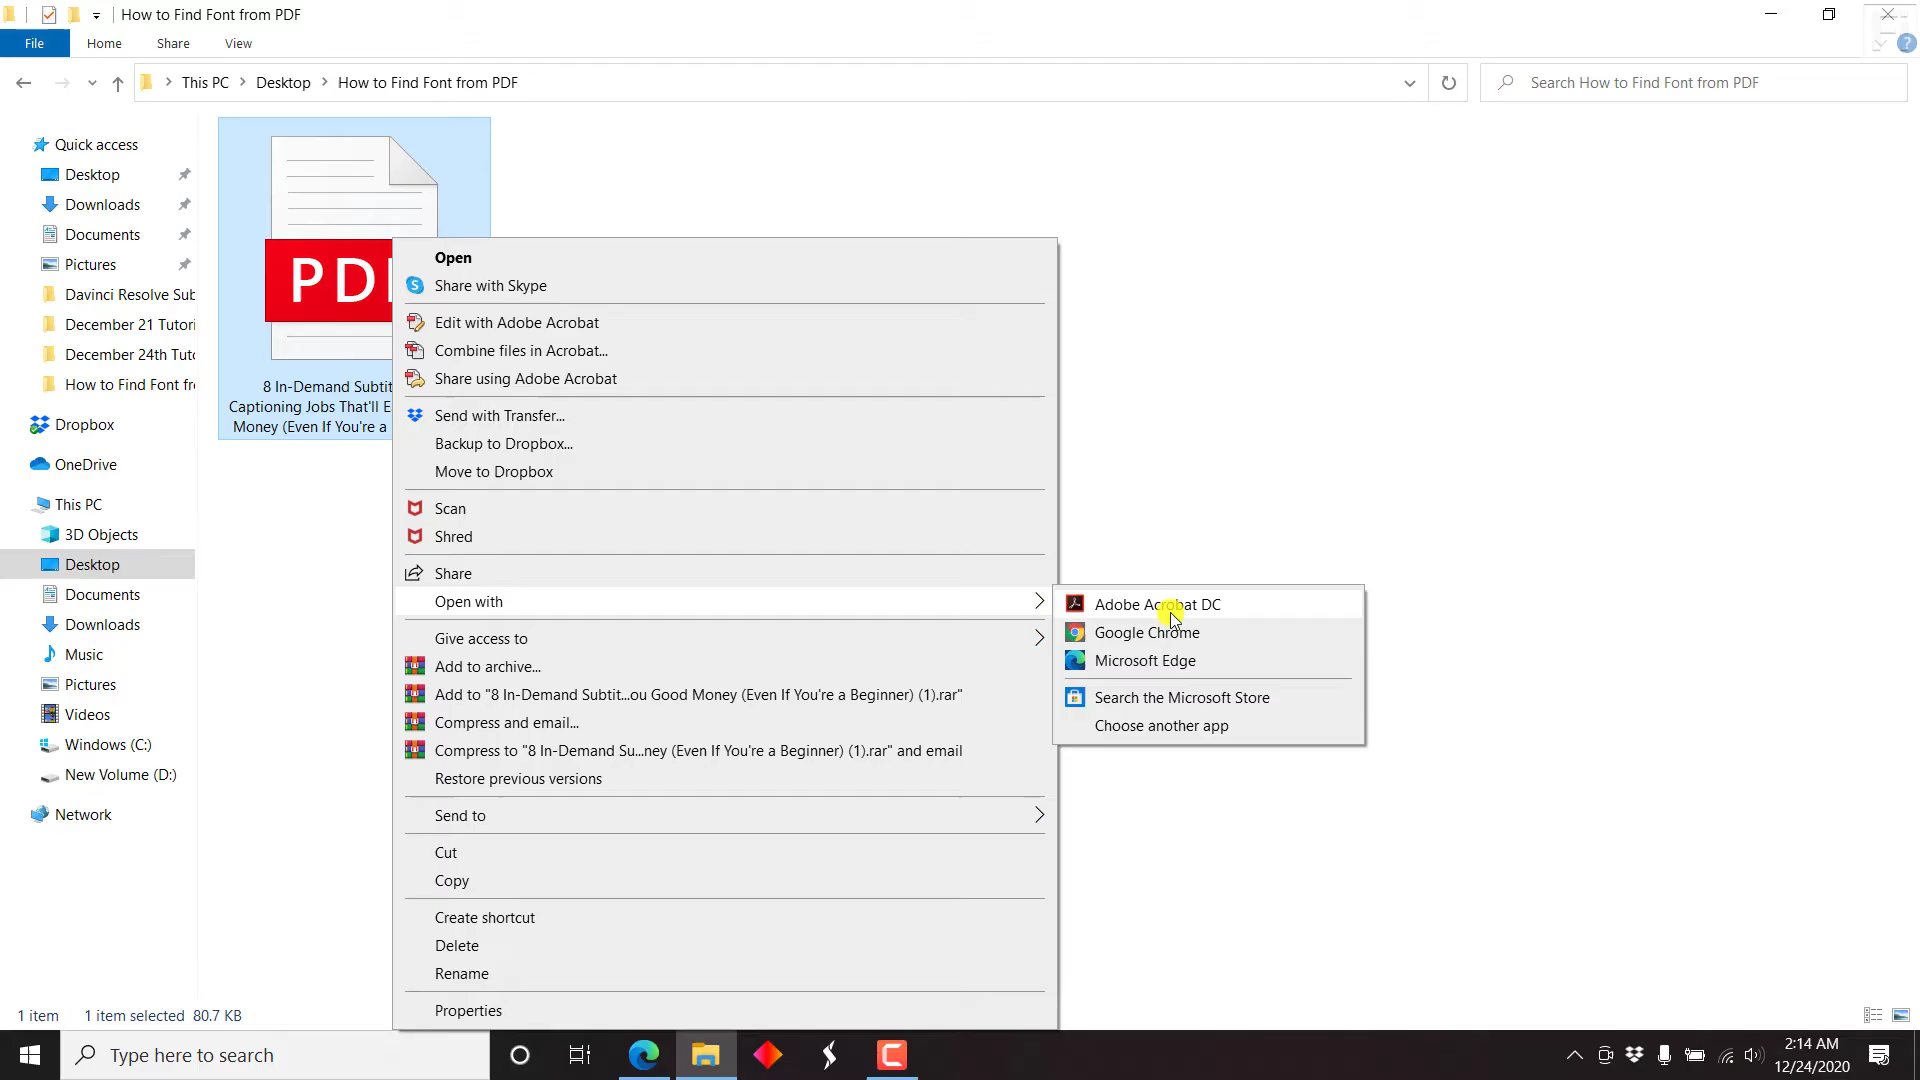 How to Find Font from PDF
File Home Share View
This PC Desktop How to Find Font from PDF
Search How to Find Font from PDF
Quick access
Desktop
Downloads
Documents
Pictures
Davinci Resolve Sub
December 21 Tutori
December 24th Tuto
How to Find Font fr
Dropbox
OneDrive
This PC
3D Objects
Desktop
Documents
Downloads
Music
Pictures
Videos
Windows (C:)
New Volume (D:)
Network
PD
8 In-Demand Subtit
Captioning Jobs That'll E
Money (Even If You're a
Open
Share with Skype
Edit with Adobe Acrobat
Combine files in Acrobat...
Share using Adobe Acrobat
Send with Transfer...
Backup to Dropbox...
Move to Dropbox
Scan
Shred
Share
Open with
Give access to
Add to archive...
Add to "8 In-Demand Subtit...ou Good Money (Even If You're a Beginner) (1).rar"
Compress and email...
Compress to "8 In-Demand Su...ney (Even If You're a Beginner) (1).rar" and email
Restore previous versions
Send to
Cut
Copy
Create shortcut
Delete
Rename
Properties
Adobe Acrobat DC
Google Chrome
Microsoft Edge
Search the Microsoft Store
Choose another app
1 item 1 item selected 80.7 KB
Type here to search
2:14 AM
12/24/2020